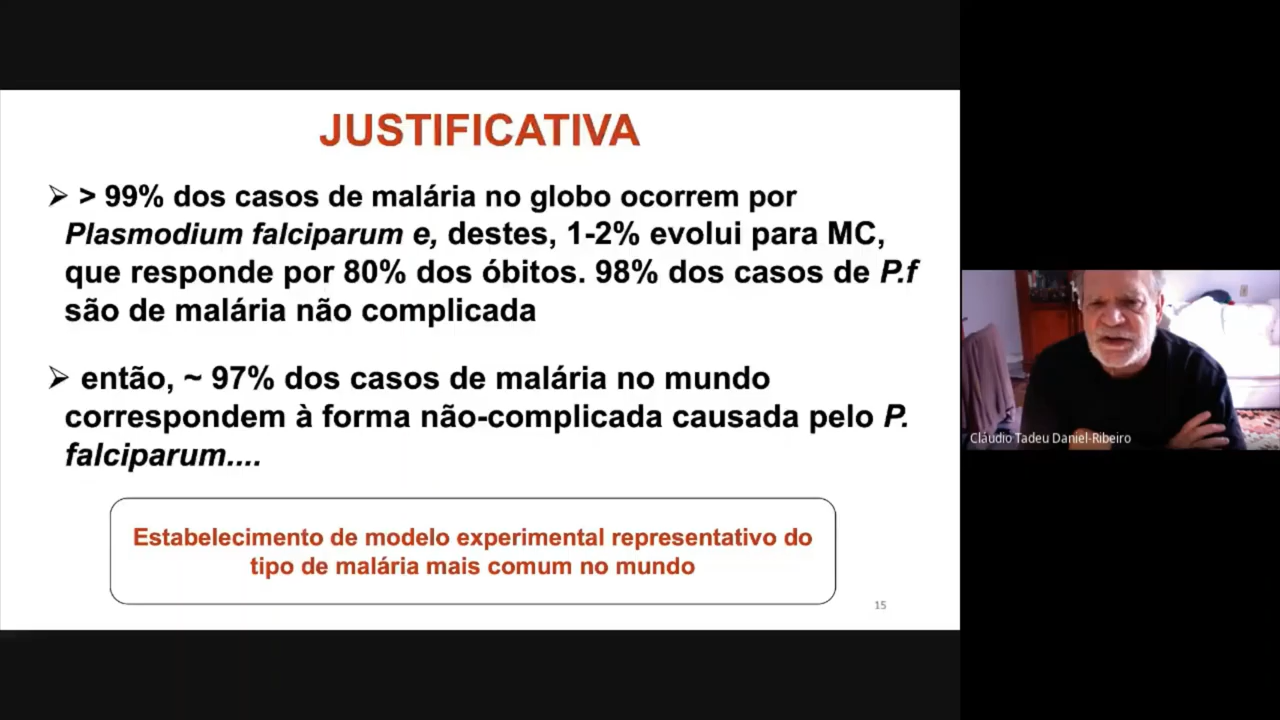 JUSTIFICATIVA
➢ > 99% dos casos de malária no globo ocorrem por
Plasmodium falciparum e, destes, 1-2% evolui para MC,
que responde por 80% dos óbitos. 98% dos casos de P.f
são de malária não complicada
➢ então, ~ 97% dos casos de malária no mundo
correspondem à forma não-complicada causada pelo P.
falciparum....
Estabelecimento de modelo experimental representativo do
tipo de malária mais comum no mundo
15
Cláudio Tadeu Daniel-Ribeiro